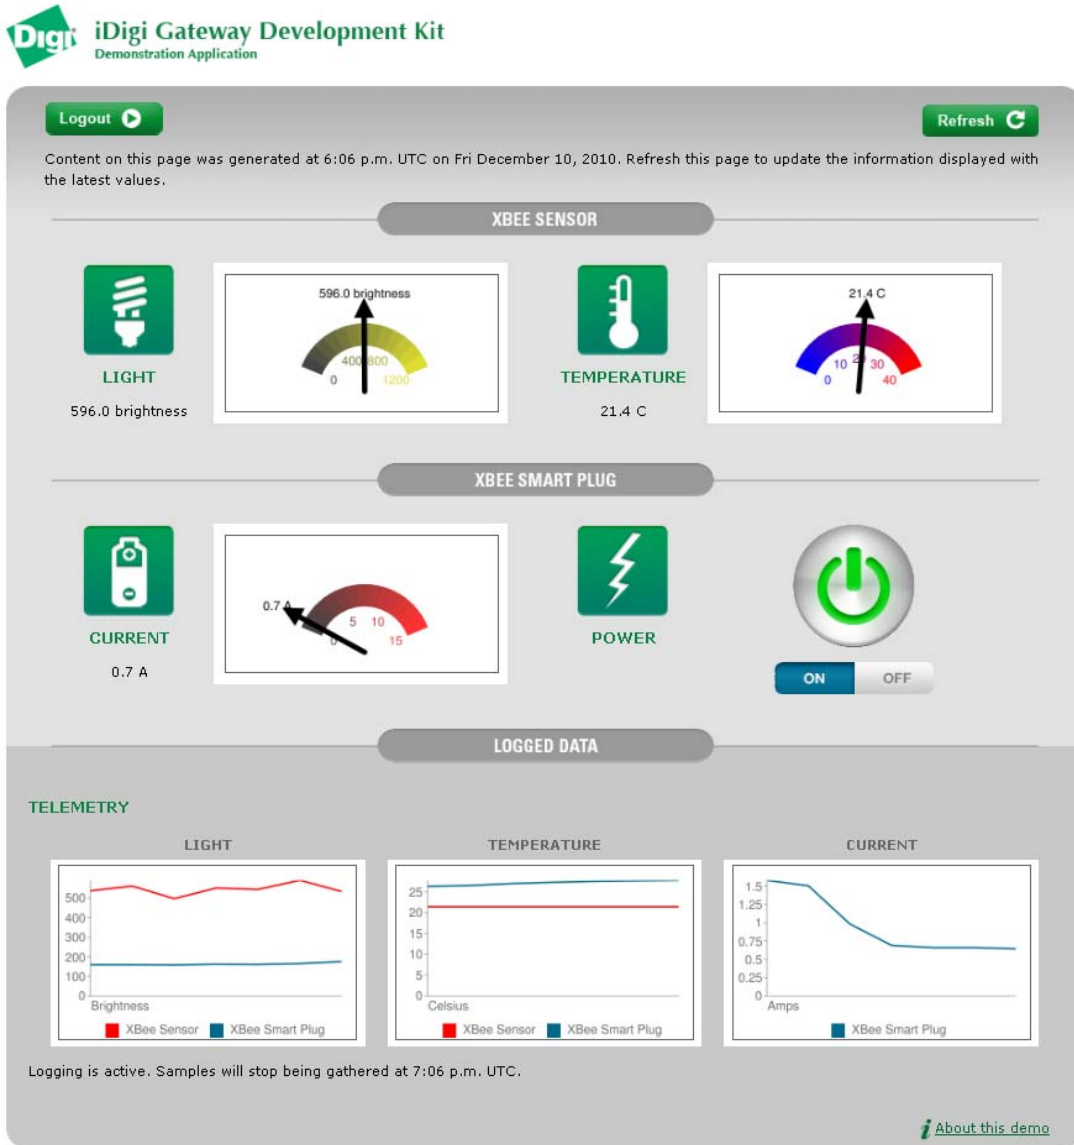 Digi
iDigi Gateway Development Kit
Demonstration Application
Logout
Refresh
Content on this page was generated at 6:06 p.m. UTC on Fri December 10, 2010. Refresh this page to update the information displayed with
the latest values.
XBEE SENSOR
596.0 brightness
400 800
0 1200
LIGHT
596.0 brightness
21.4 C
10 30
0 40
TEMPERATURE
21.4 C
XBEE SMART PLUG
0.7 A
5 10
0 15
CURRENT
0.7 A
POWER
ON OFF
LOGGED DATA
TELEMETRY
LIGHT
500
400
300
200
100
0
Brightness
XBee Sensor XBee Smart Plug
TEMPERATURE
25
20
15
10
5
0
Celsius
XBee Sensor XBee Smart Plug
CURRENT
1.5
1.25
1
0.75
0.5
0.25
0
Amps
XBee Smart Plug
Logging is active. Samples will stop being gathered at 7:06 p.m. UTC.
i About this demo